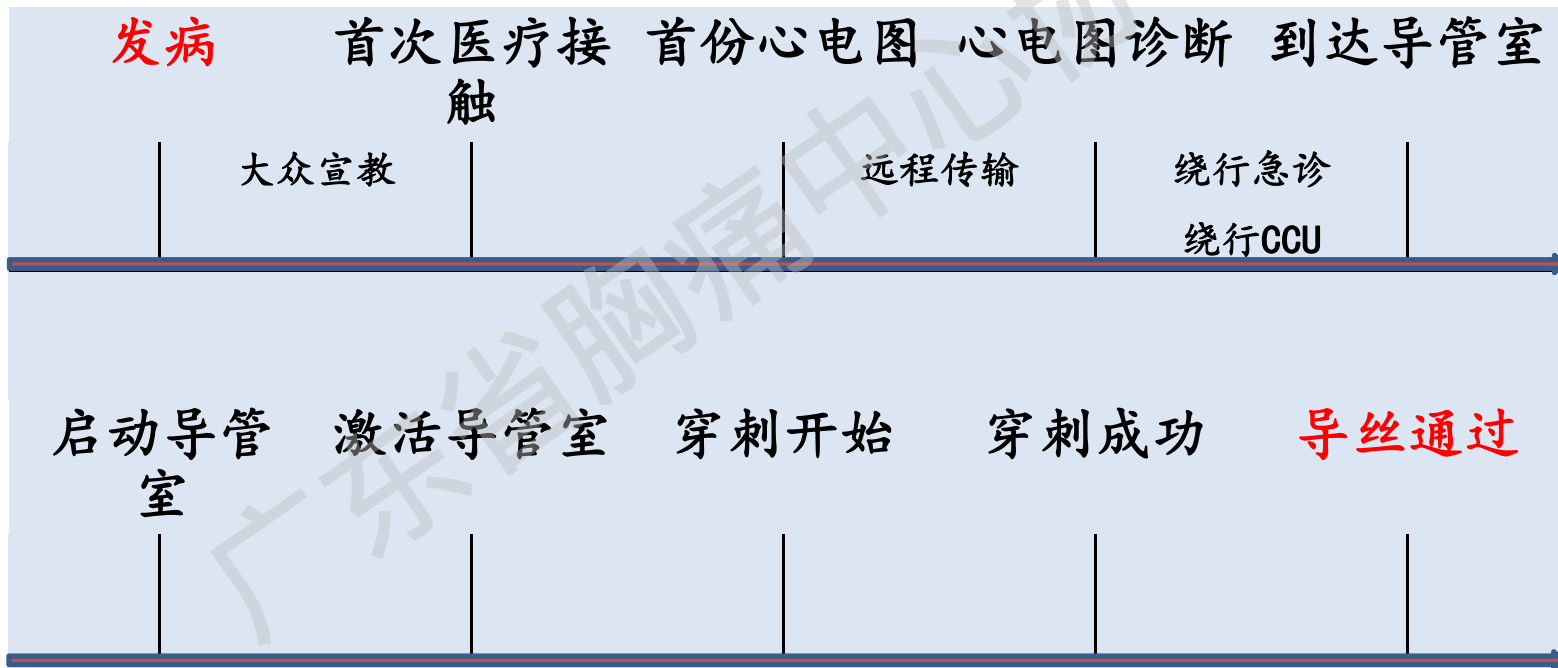 发病 首次医疗接触 首份心电图 心电图诊断 到达导管室
大众宣教 远程传输 绕行急诊
绕行CCU
启动导管室 激活导管室 穿刺开始 穿刺成功 导丝通过
广东省胸痛中心协